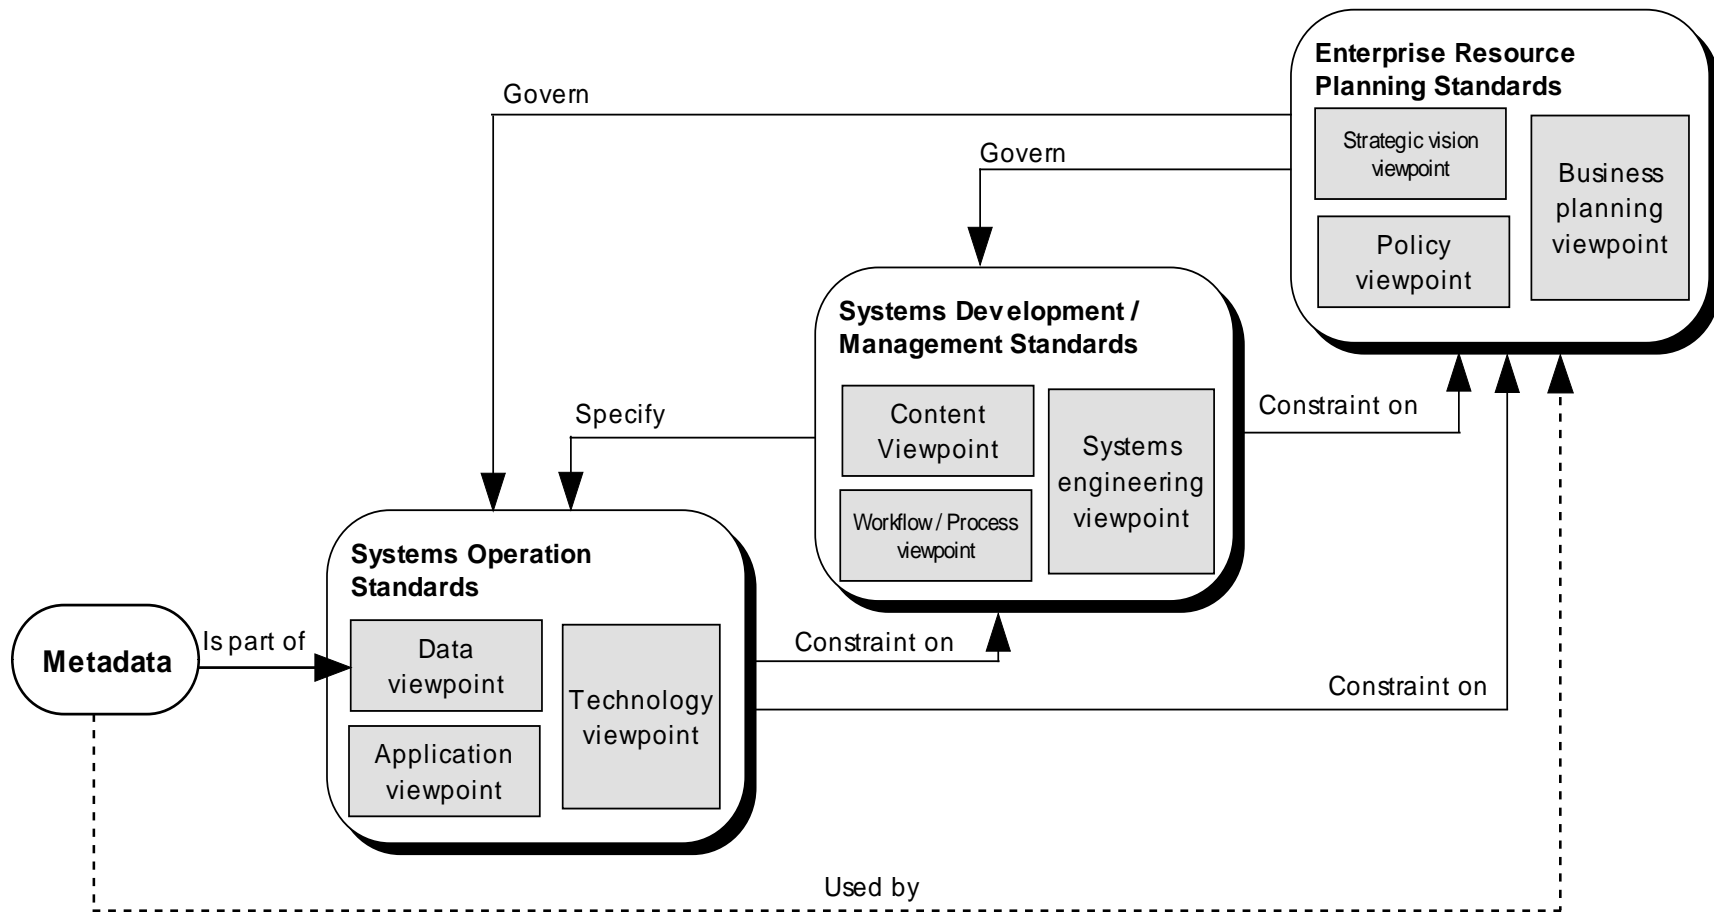 Enterprise Resource
Planning Standards
Govern
Strategic vision
viewpoint
Business
planning
viewpoint
Govern
Policy
viewpoint
Systems Development /
Management Standards
Specify
Content
Viewpoint
Systems
engineering
viewpoint
Constraint on
Workflow / Process
viewpoint
Systems Operation
Standards
Metadata
Is part of
Data
viewpoint
Technology
viewpoint
Constraint on
Constraint on
Application
viewpoint
Used by